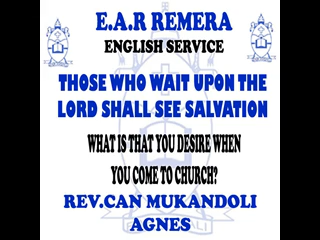 E.A.R REMERA
ENGLISH SERVICE
THOSE WHO WAIT UPON THE
LORD SHALL SEE SALVATION
WHAT IS THAT YOU DESIRE WHEN
YOU COME TO CHURCH?
REV.CAN MUKANDOLI
AGNES